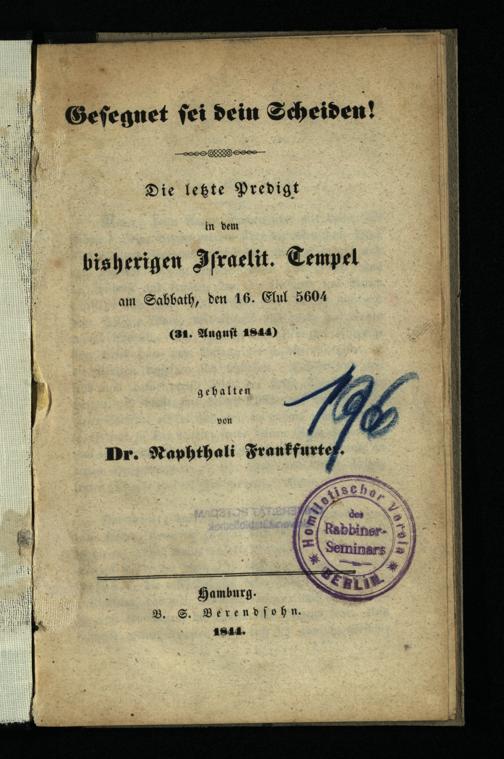 Gesegnet sei dein Scheiden!
Die letzte Predigt
in dem
bisherigen Israelit. Tempel
am Sabbath, den 16. Elul 5604
(31. August 1844)
gehalten
von
Dr. Naphthali Frankfurter.
196
Homiletischer Verein
des
Rabbiner-
Seminars
BERLIN.
Hamburg.
B. S. Berendsohn.
1844.